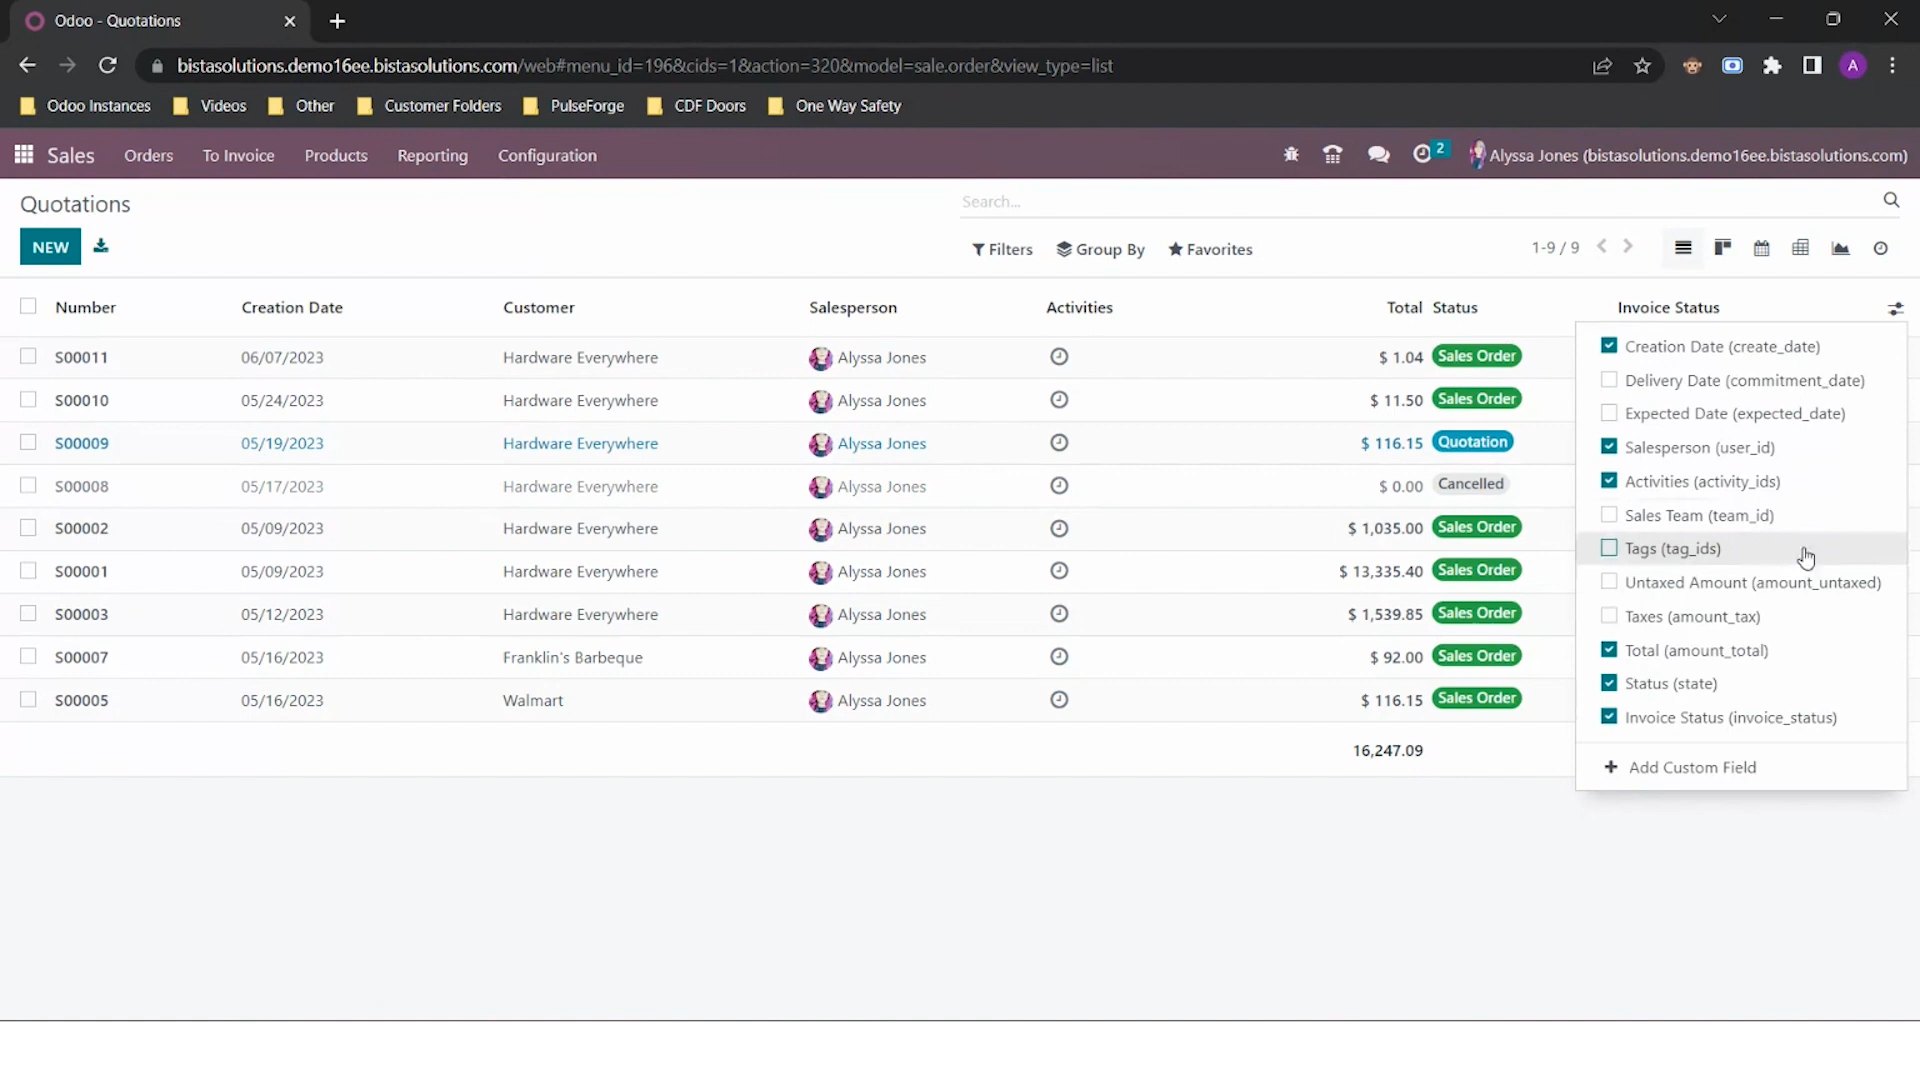 Odoo - Quotations
bistasolutions.demo16ee.bistasolutions.com/web#menu_id=196&cids=1&action=320&model=sale.order&view_type=list
A
Odoo Instances Videos Other Customer Folders PulseForge CDF Doors One Way Safety
Sales Orders To Invoice Products Reporting Configuration 2 Alyssa Jones (bistasolutions.demo16ee.bistasolutions.com)
Quotations Search...
NEW Filters Group By Favorites 1-9 / 9
Number Creation Date Customer Salesperson Activities Total Status Invoice Status
S00011 06/07/2023 Hardware Everywhere Alyssa Jones $ 1.04 Sales Order
S00010 05/24/2023 Hardware Everywhere Alyssa Jones $ 11.50 Sales Order
S00009 05/19/2023 Hardware Everywhere Alyssa Jones $ 116.15 Quotation
S00008 05/17/2023 Hardware Everywhere Alyssa Jones $ 0.00 Cancelled
S00002 05/09/2023 Hardware Everywhere Alyssa Jones $ 1,035.00 Sales Order
S00001 05/09/2023 Hardware Everywhere Alyssa Jones $ 13,335.40 Sales Order
S00003 05/12/2023 Hardware Everywhere Alyssa Jones $ 1,539.85 Sales Order
S00007 05/16/2023 Franklin's Barbeque Alyssa Jones $ 92.00 Sales Order
S00005 05/16/2023 Walmart Alyssa Jones $ 116.15 Sales Order
16,247.09
Creation Date (create_date)
Delivery Date (commitment_date)
Expected Date (expected_date)
Salesperson (user_id)
Activities (activity_ids)
Sales Team (team_id)
Tags (tag_ids)
Untaxed Amount (amount_untaxed)
Taxes (amount_tax)
Total (amount_total)
Status (state)
Invoice Status (invoice_status)
Add Custom Field